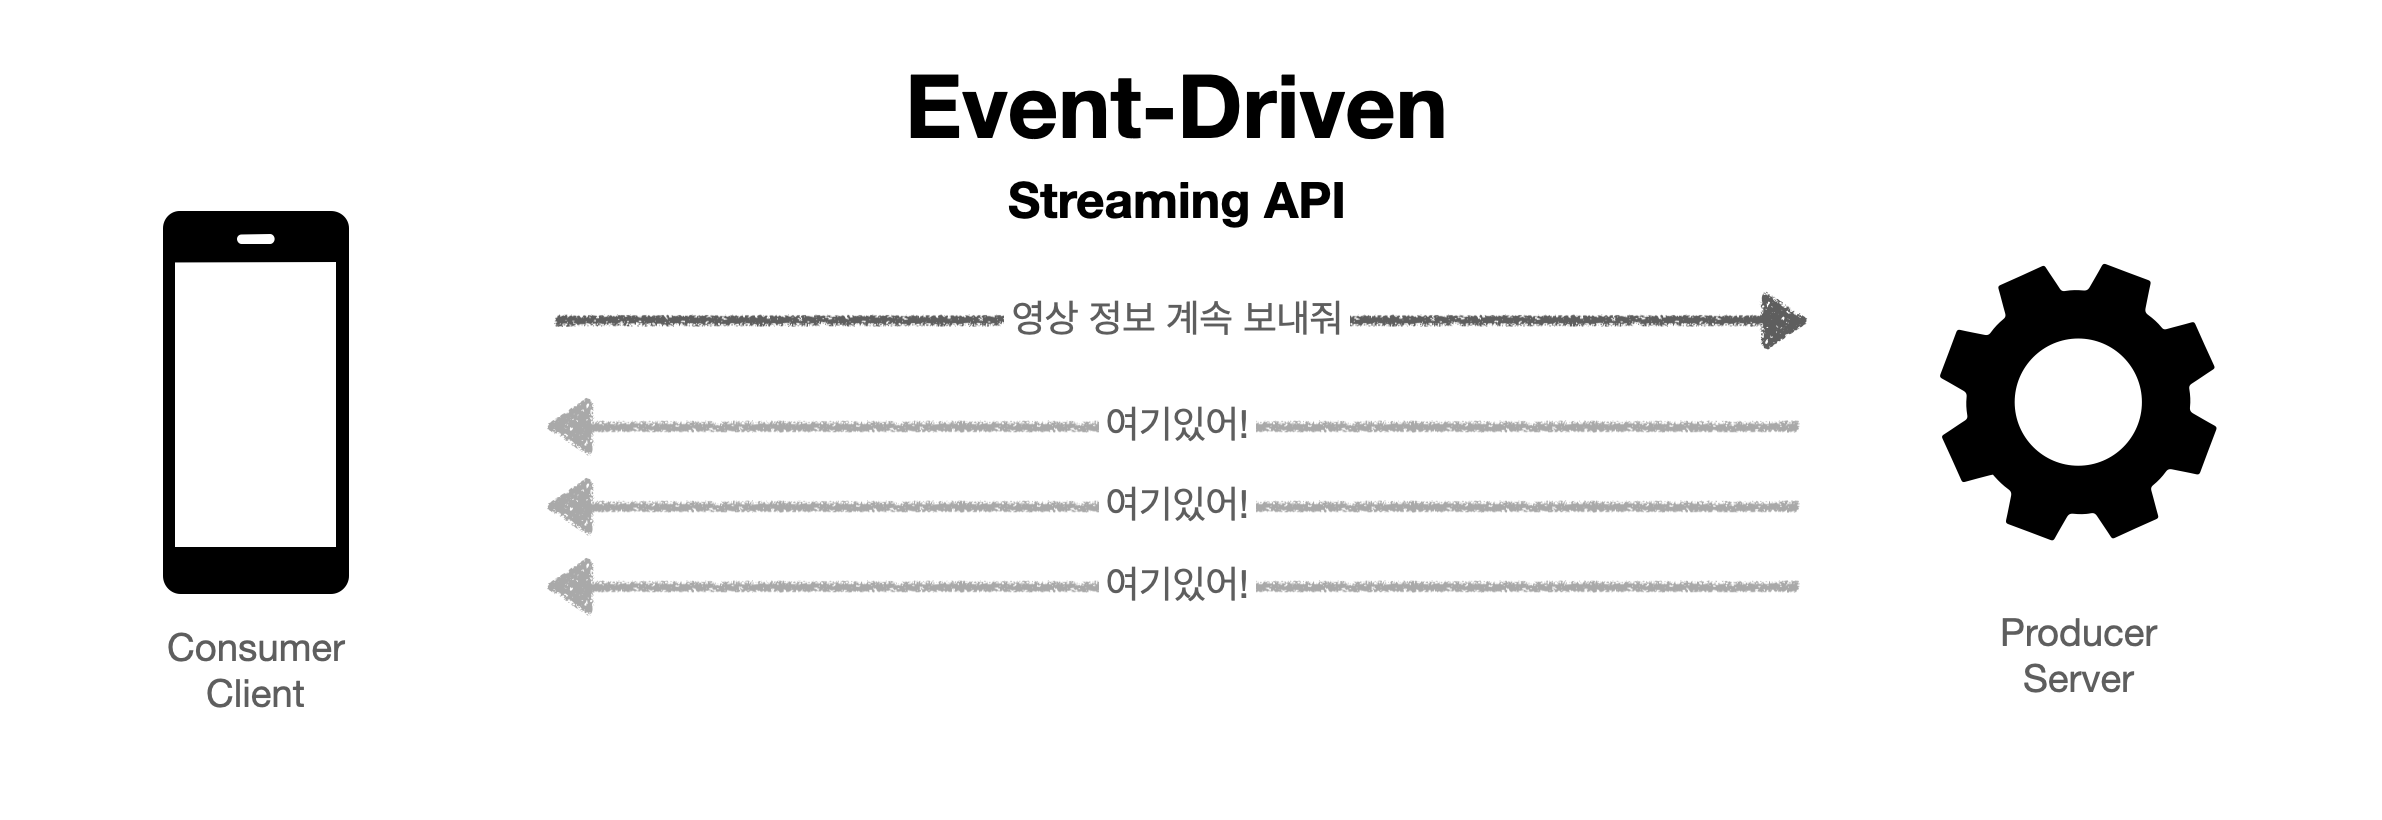 Event-Driven
Streaming API
영상 정보 계속 보내줘
여기있어!
여기있어!
여기있어!
Consumer
Client
Producer
Server